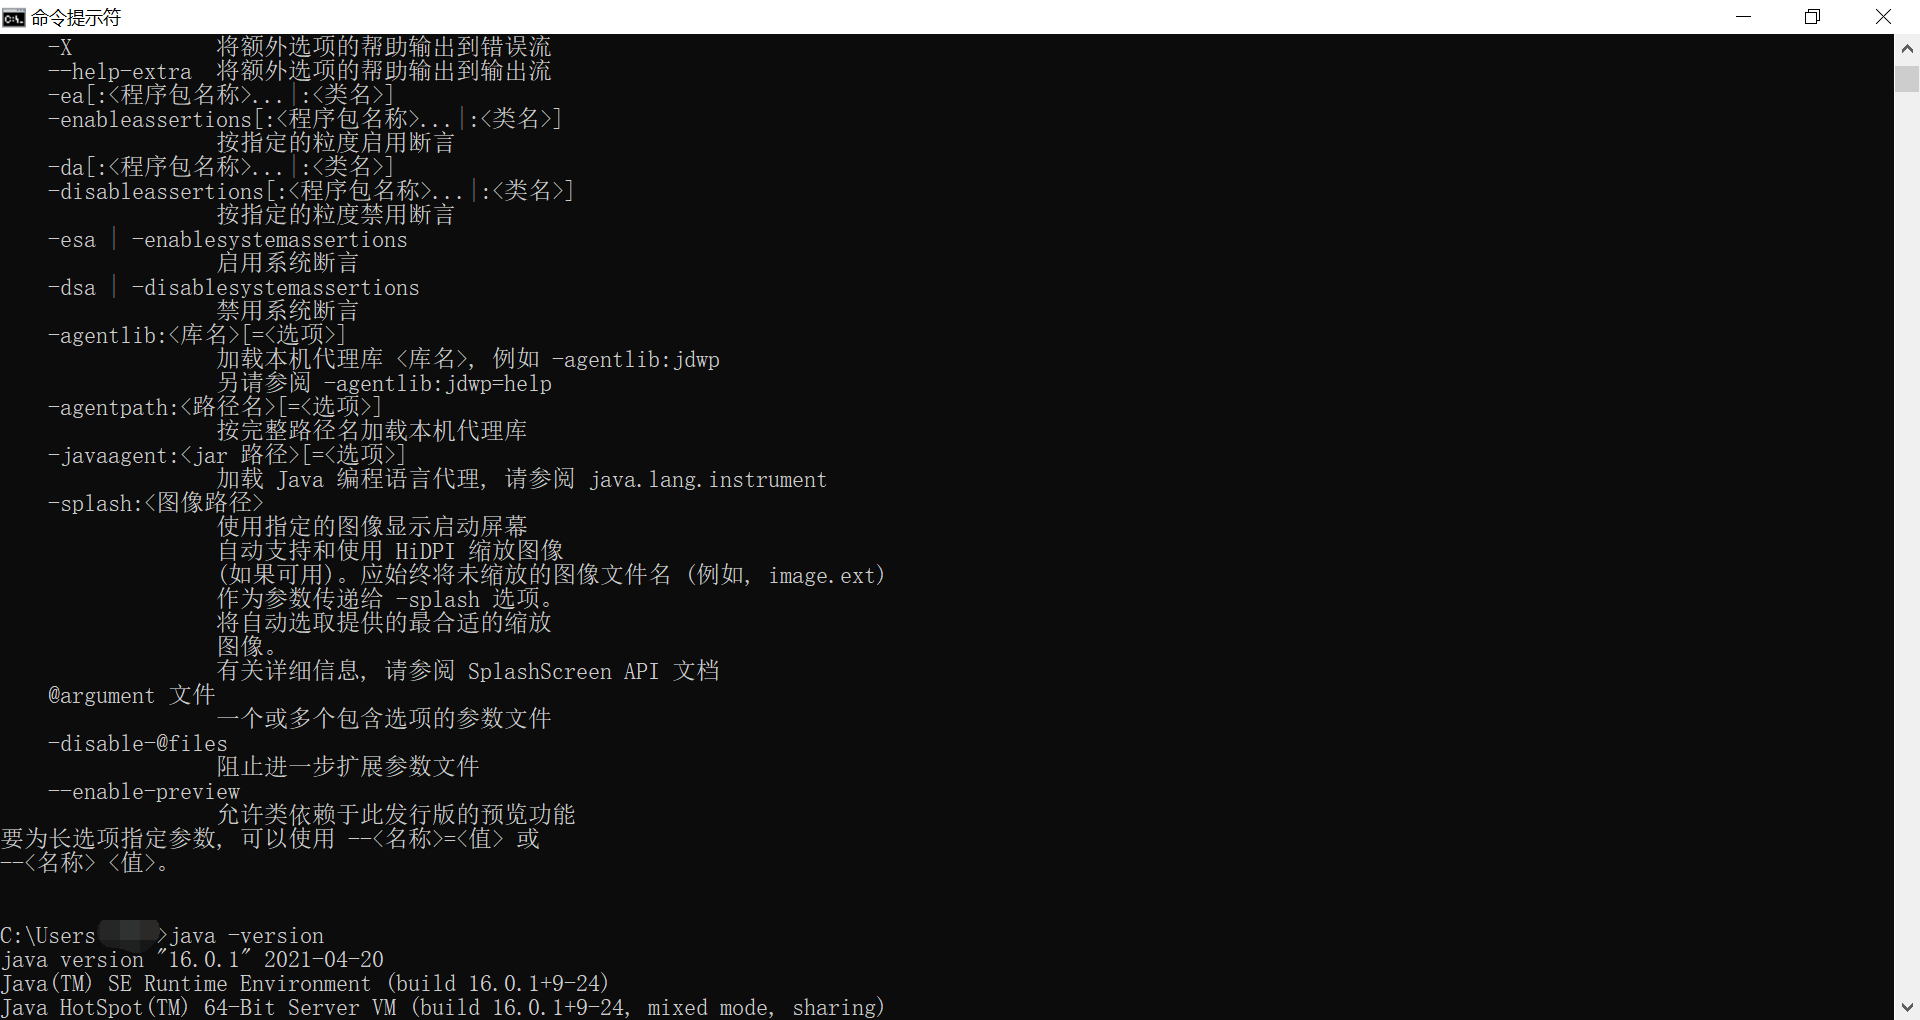 命令提示符
-X 将额外选项的帮助输出到错误流
--help-extra 将额外选项的帮助输出到输出流
-ea[:<程序包名称>...|:<类名>]
-enableassertions[:<程序包名称>...|:<类名>]
按指定的粒度启用断言
-da[:<程序包名称>...|:<类名>]
-disableassertions[:<程序包名称>...|:<类名>]
按指定的粒度禁用断言
-esa | -enablesystemassertions
启用系统断言
-dsa | -disablesystemassertions
禁用系统断言
-agentlib:<库名>[=<选项>]
加载本机代理库 <库名>, 例如 -agentlib:jdwp
另请参阅 -agentlib:jdwp=help
-agentpath:<路径名>[=<选项>]
按完整路径名加载本机代理库
-javaagent:<jar 路径>[=<选项>]
加载 Java 编程语言代理, 请参阅 java.lang.instrument
-splash:<图像路径>
使用指定的图像显示启动屏幕
自动支持和使用 HiDPI 缩放图像
(如果可用)。应始终将未缩放的图像文件名 (例如, image.ext)
作为参数传递给 -splash 选项。
将自动选取提供的最合适的缩放
图像。
有关详细信息, 请参阅 SplashScreen API 文档
@argument 文件
一个或多个包含选项的参数文件
-disable-@files
阻止进一步扩展参数文件
--enable-preview
允许类依赖于此发行版的预览功能
要为长选项指定参数, 可以使用 --<名称>=<值> 或
--<名称> <值>。
C:\Users >java -version
java version "16.0.1" 2021-04-20
Java(TM) SE Runtime Environment (build 16.0.1+9-24)
Java HotSpot(TM) 64-Bit Server VM (build 16.0.1+9-24, mixed mode, sharing)